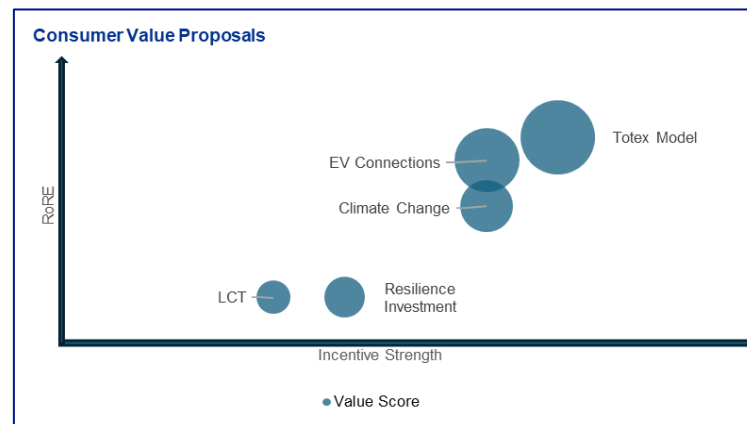 Consumer Value Proposals
Totex Model
EV Connections
Climate Change
RoRE
LCT
Resilience
Investment
Incentive Strength
Value Score